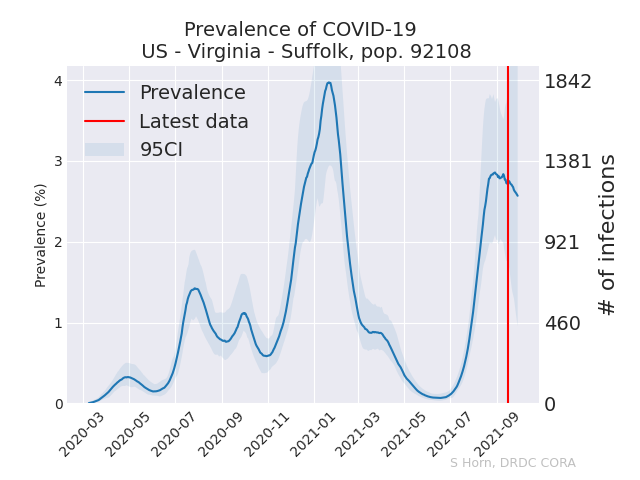 Prevalence of COVID-19
US - Virginia - Suffolk, pop. 92108
Prevalence
Latest data
95CI
Prevalence (%)
4
3
2
1
0
1842
1381
921
460
0
# of infections
2020-03
2020-05
2020-07
2020-09
2020-11
2021-01
2021-03
2021-05
2021-07
2021-09
S Horn, DRDC CORA